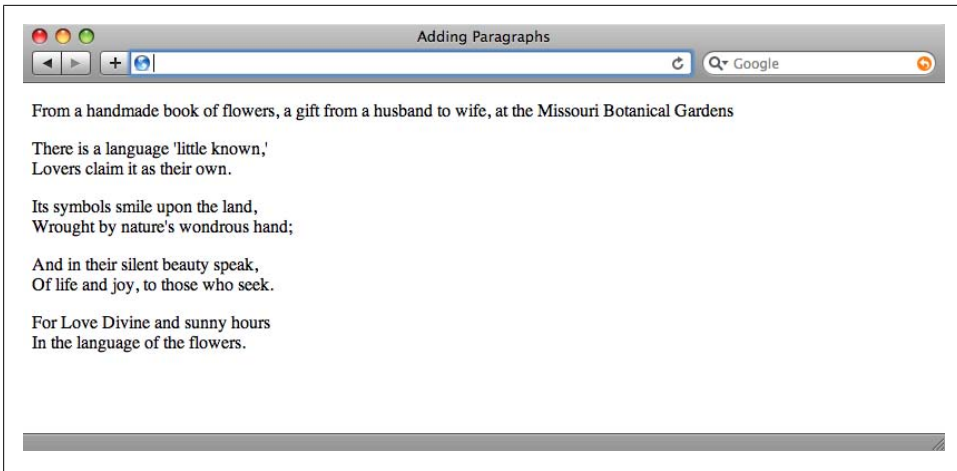 Adding Paragraphs
Google
From a handmade book of flowers, a gift from a husband to wife, at the Missouri Botanical Gardens
There is a language 'little known,'
Lovers claim it as their own.
Its symbols smile upon the land,
Wrought by nature's wondrous hand;
And in their silent beauty speak,
Of life and joy, to those who seek.
For Love Divine and sunny hours
In the language of the flowers.